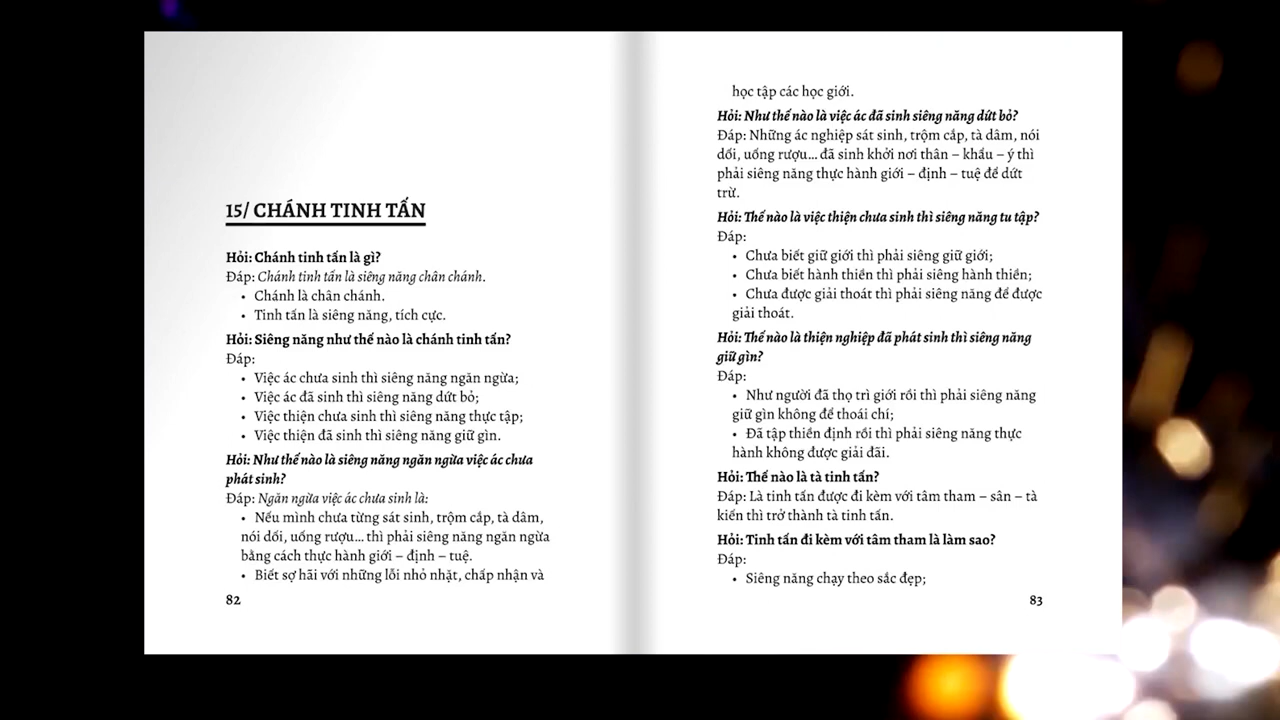 15/ CHÁNH TINH TẤN
Hỏi: Chánh tinh tấn là gì?
Đáp: Chánh tinh tấn là siêng năng chân chánh.
• Chánh là chân chánh.
• Tinh tấn là siêng năng, tích cực.
Hỏi: Siêng năng như thế nào là chánh tinh tấn?
Đáp:
• Việc ác chưa sinh thì siêng năng ngăn ngừa;
• Việc ác đã sinh thì siêng năng dứt bỏ;
• Việc thiện chưa sinh thì siêng năng thực tập;
• Việc thiện đã sinh thì siêng năng giữ gìn.
Hỏi: Như thế nào là siêng năng ngăn ngừa việc ác chưa
phát sinh?
Đáp: Ngăn ngừa việc ác chưa sinh là:
• Nếu mình chưa từng sát sinh, trộm cắp, tà dâm,
nói dối, uống rượu... thì phải siêng năng ngăn ngừa
bằng cách thực hành giới – định – tuệ.
• Biết sợ hãi với những lỗi nhỏ nhặt, chấp nhận và
82
học tập các học giới.
Hỏi: Như thế nào là việc ác đã sinh siêng năng dứt bỏ?
Đáp: Những ác nghiệp sát sinh, trộm cắp, tà dâm, nói
dối, uống rượu... đã sinh khởi nơi thân – khẩu – ý thì
phải siêng năng thực hành giới – định – tuệ để dứt
trừ.
Hỏi: Thế nào là việc thiện chưa sinh thì siêng năng tu tập?
Đáp:
• Chưa biết giữ giới thì phải siêng giữ giới;
• Chưa biết hành thiền thì phải siêng hành thiền;
• Chưa được giải thoát thì phải siêng năng để được
giải thoát.
Hỏi: Thế nào là thiện nghiệp đã phát sinh thì siêng năng
giữ gìn?
Đáp:
• Như người đã thọ trì giới rồi thì phải siêng năng
giữ gìn không để thoái chí;
• Đã tập thiền định rồi thì phải siêng năng thực
hành không được giải đãi.
Hỏi: Thế nào là tà tinh tấn?
Đáp: Là tinh tấn được đi kèm với tâm tham – sân – tà
kiến thì trở thành tà tinh tấn.
Hỏi: Tinh tấn đi kèm với tâm tham là làm sao?
Đáp:
• Siêng năng chạy theo sắc đẹp;
83